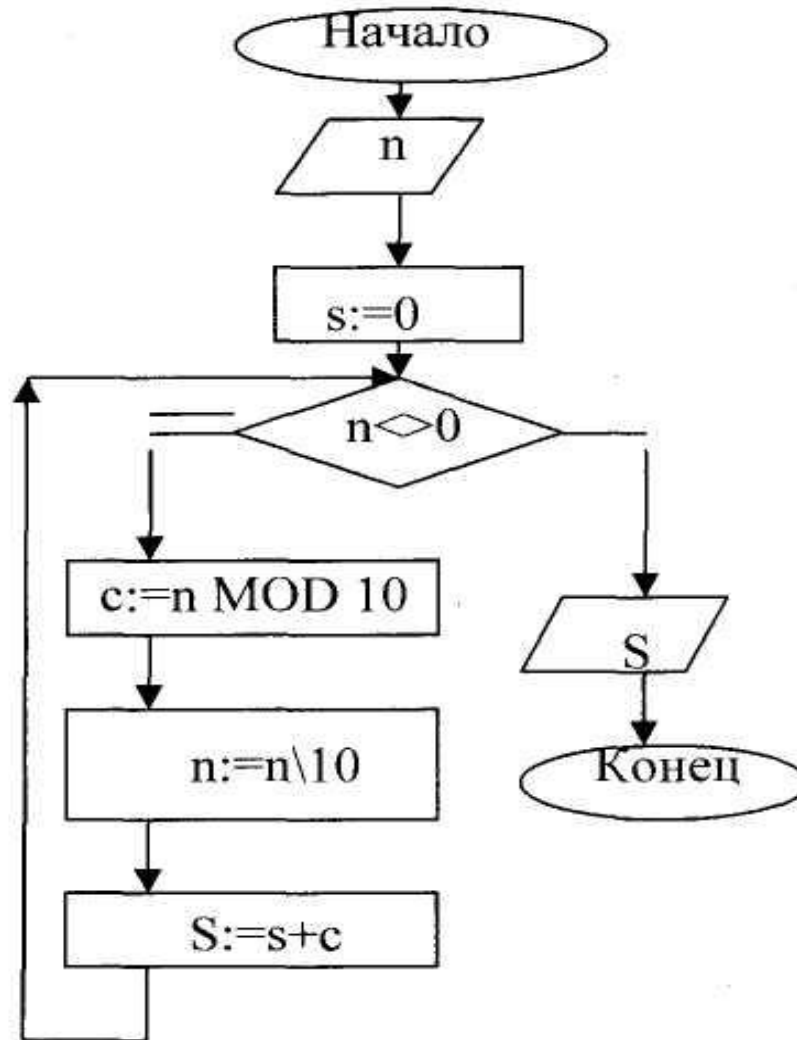 Начало
n
s:=0
n<>0
c:=n MOD 10
n:=n\10
S:=s+c
S
Конец